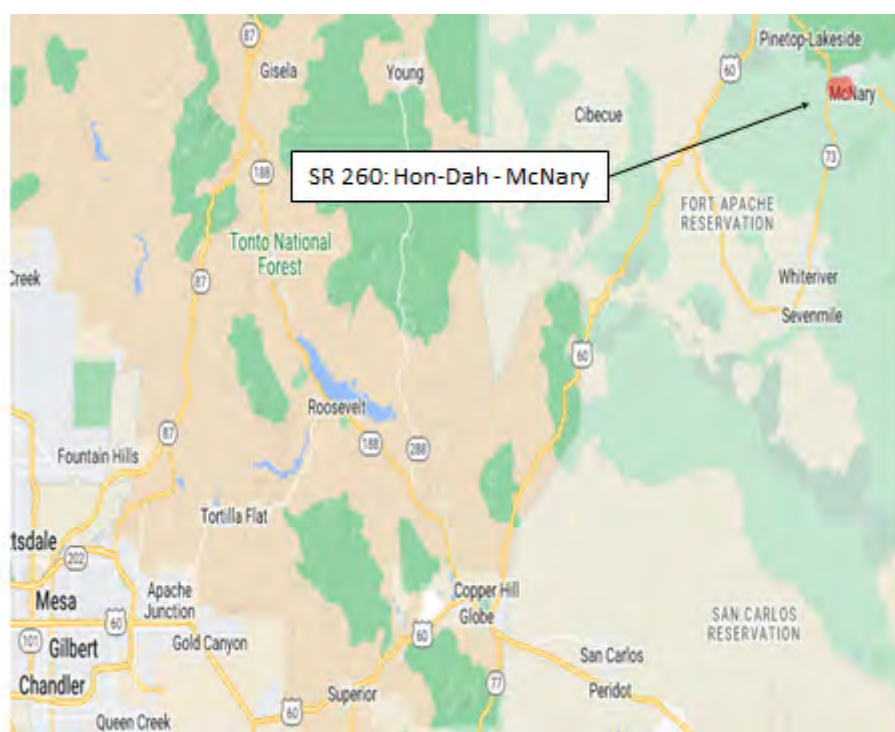 87
Gisela
Young
60
Pinetop-Lakeside
McNary
Cibecue
SR 260: Hon-Dah - McNary
188
73
FORT APACHE
RESERVATION
Tonto National
Forest
Creek
87
Whiteriver
Sevenmile
60
Roosevelt
87
188
288
Fountain Hills
Tortilla Flat
ttsdale
202
Mesa
Apache
Junction
Copper Hill
Globe
60
60
101
Gilbert
Gold Canyon
SAN CARLOS
RESERVATION
San Carlos
Chandler
Superior
77
Peridot
60
Queen Creek